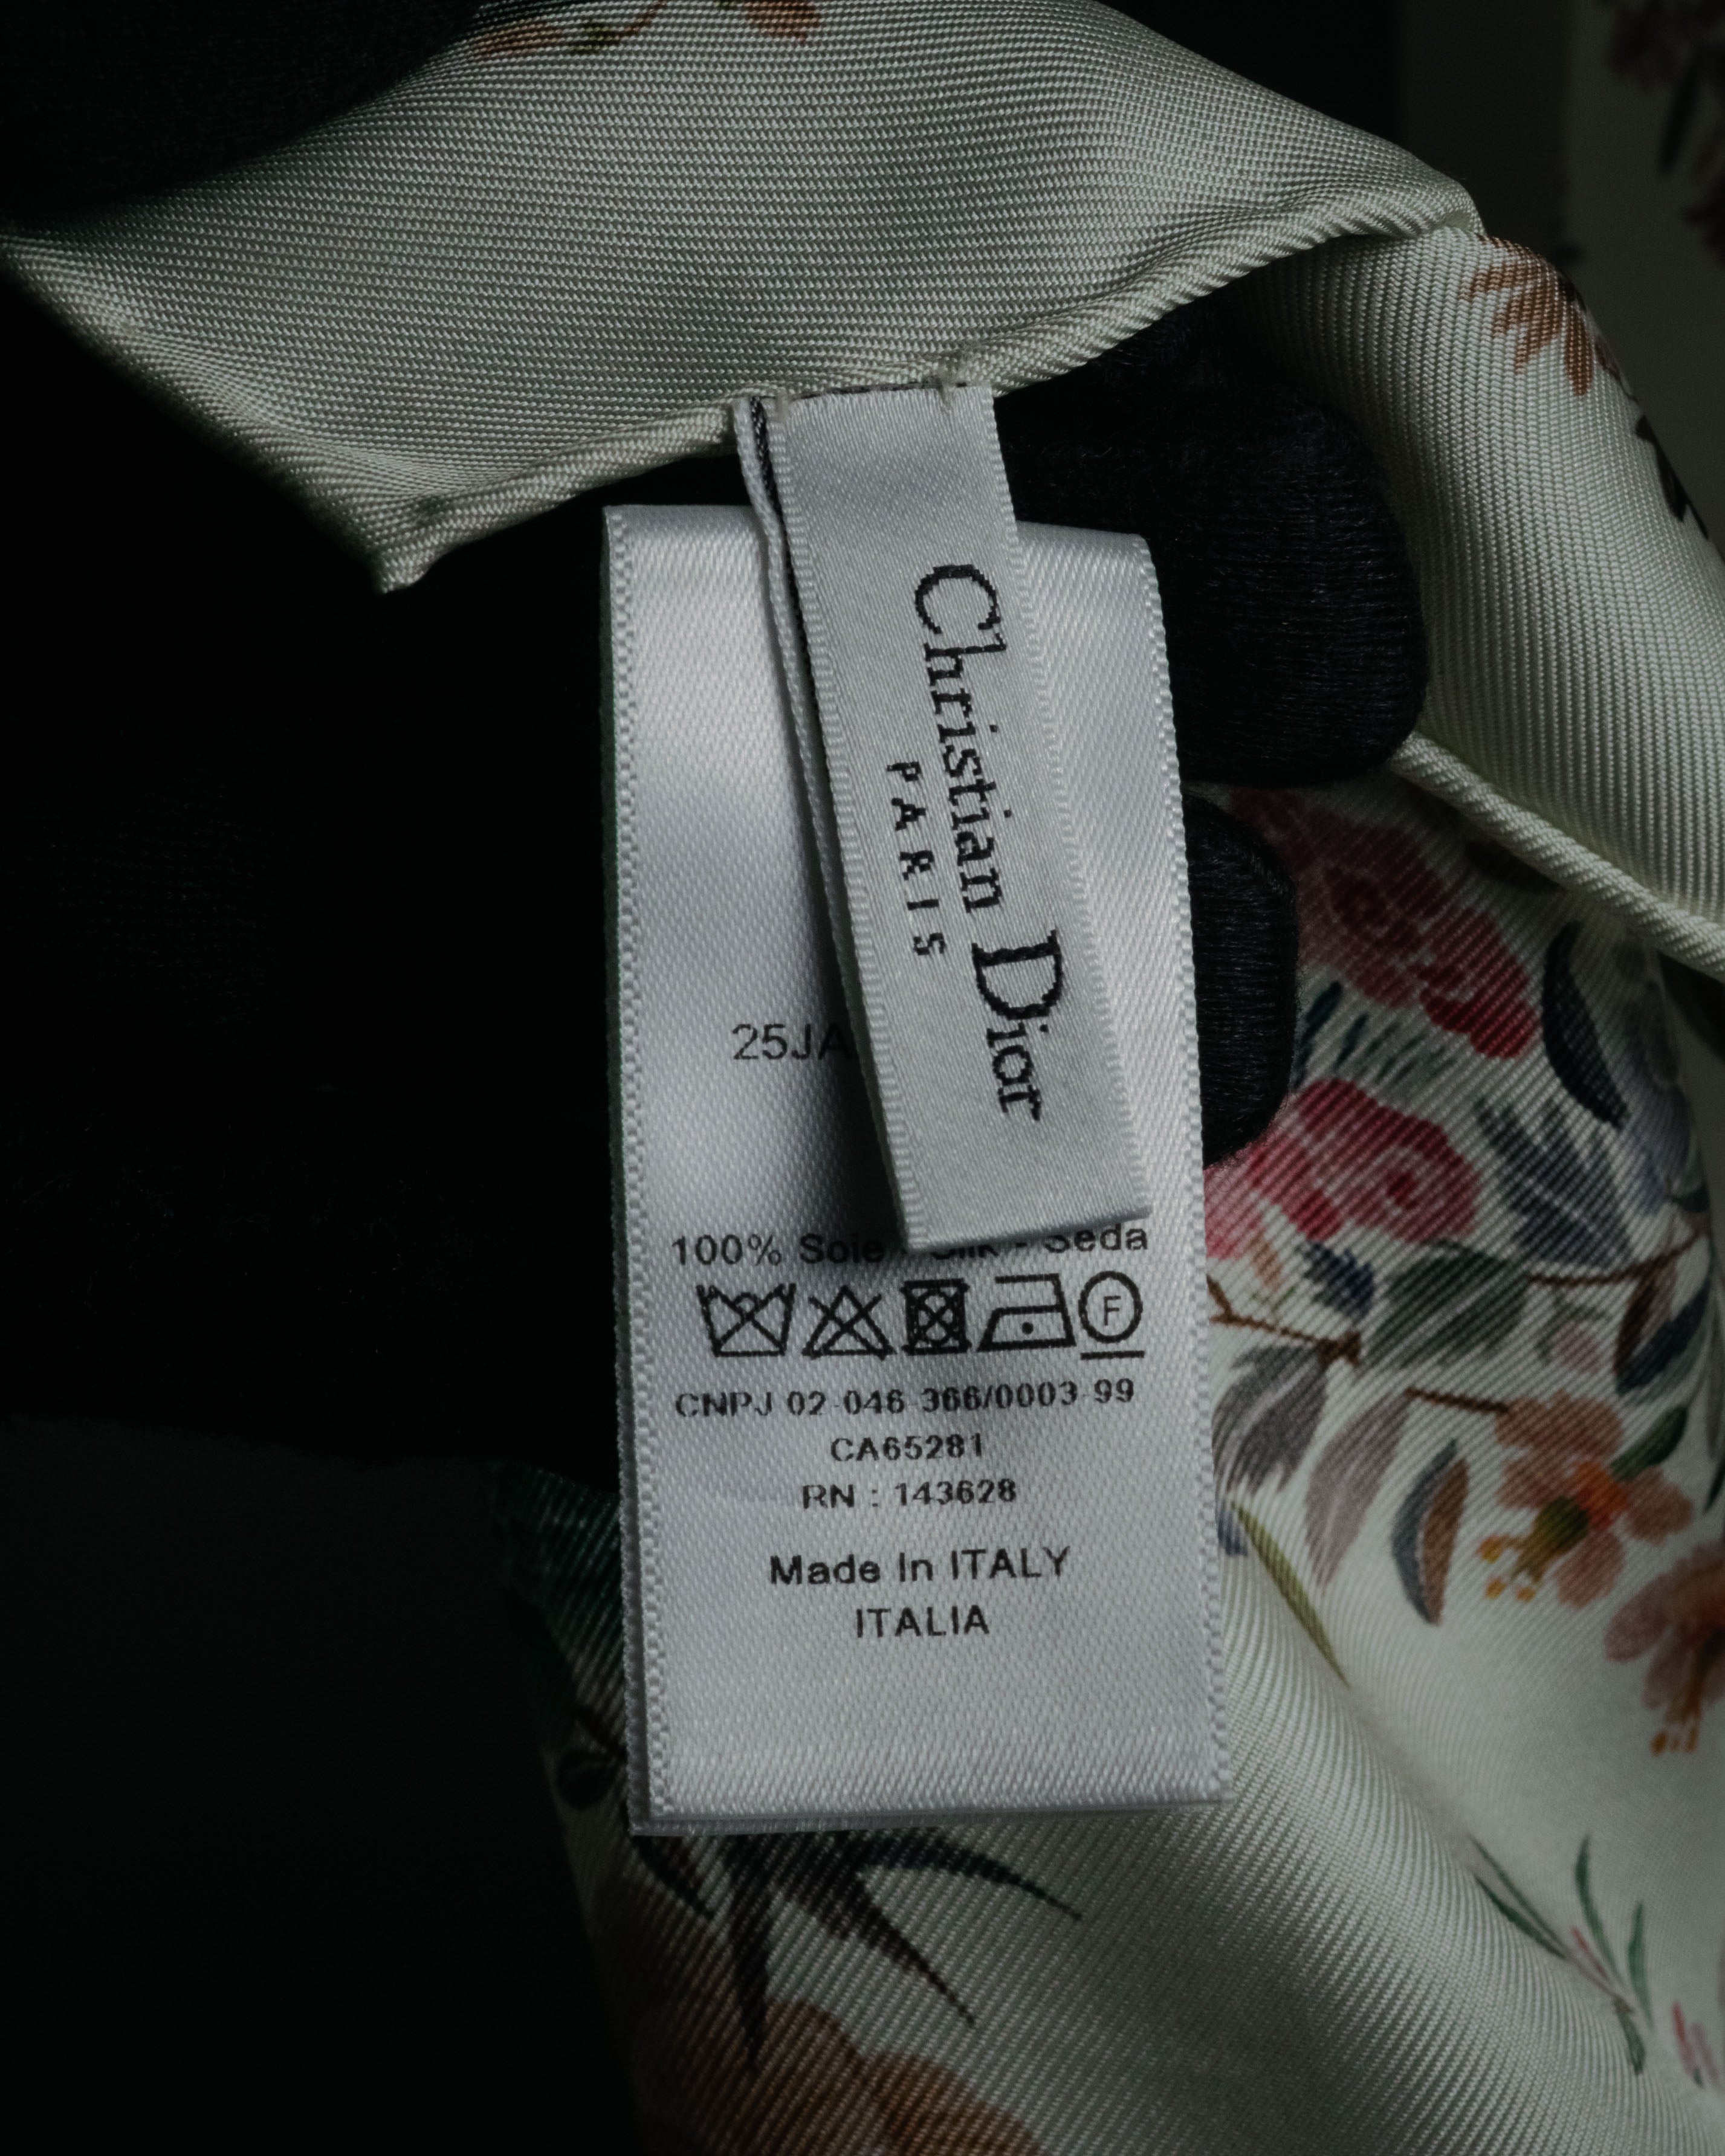 Christian Dior
PARIS
25JA
100% Soie - Silk - Seda
F
CNPJ 02 046 366/0003-99
CA65281
RN : 143628
Made In ITALY
ITALIA